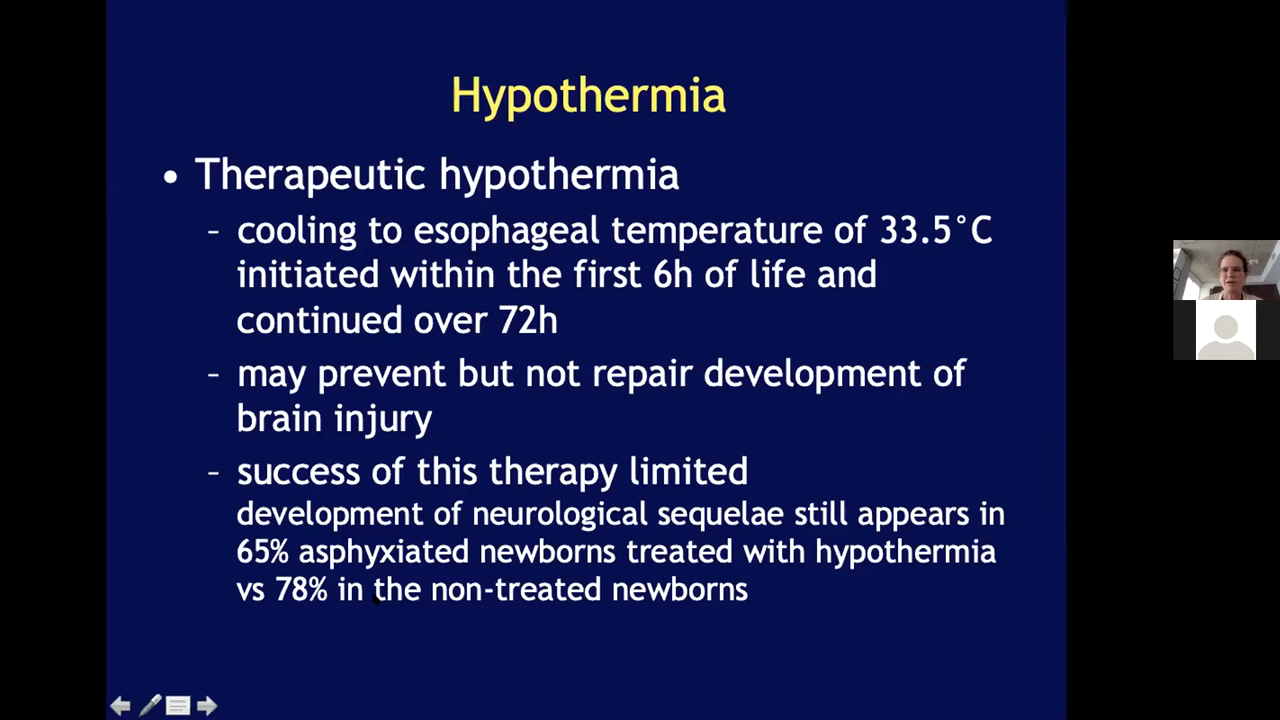 Hypothermia
• Therapeutic hypothermia
– cooling to esophageal temperature of 33.5°C
initiated within the first 6h of life and
continued over 72h
– may prevent but not repair development of
brain injury
– success of this therapy limited
development of neurological sequelae still appears in
65% asphyxiated newborns treated with hypothermia
vs 78% in the non-treated newborns